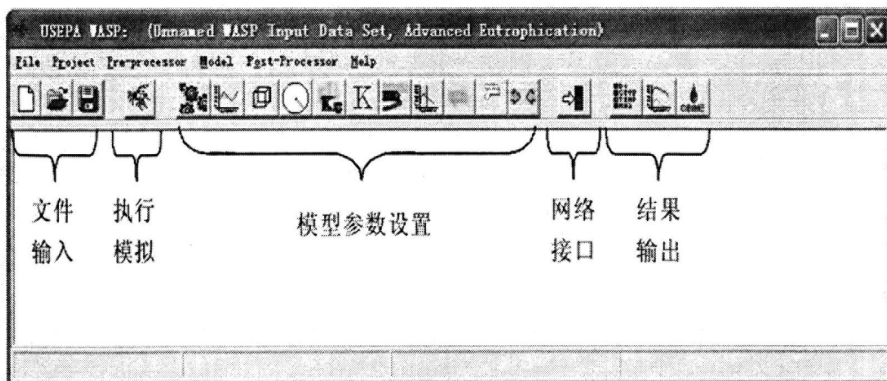 USEPA WASP: (Unnamed WASP Input Data Set, Advanced Eutrophication)
File Project Pre-processor Model Post-Processor Help
K
文件
输入
执行
模拟
模型参数设置
网络
接口
结果
输出